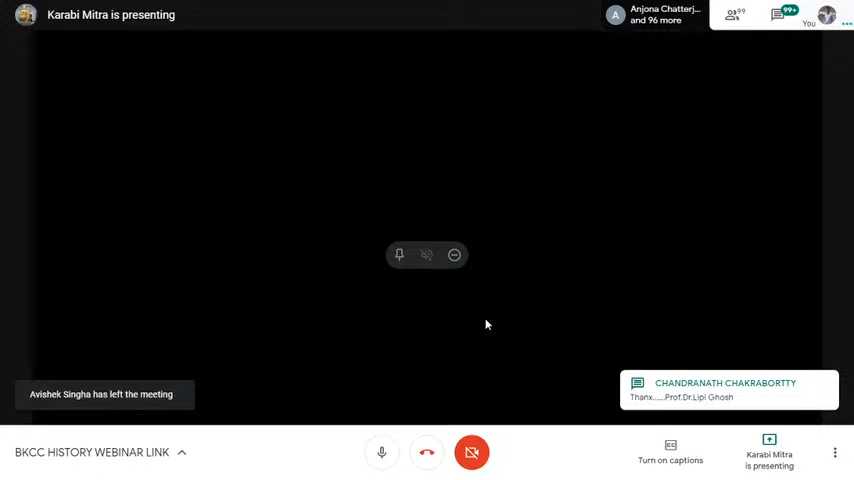 Karabi Mitra is presenting
A
Anjona Chatterj...
and 96 more
99
99+
You
Avishek Singha has left the meeting
CHANDRANATH CHAKRABORTTY
Thanx......Prof.Dr.Lipi Ghosh
BKCC HISTORY WEBINAR LINK
CC
Turn on captions
Karabi Mitra
is presenting